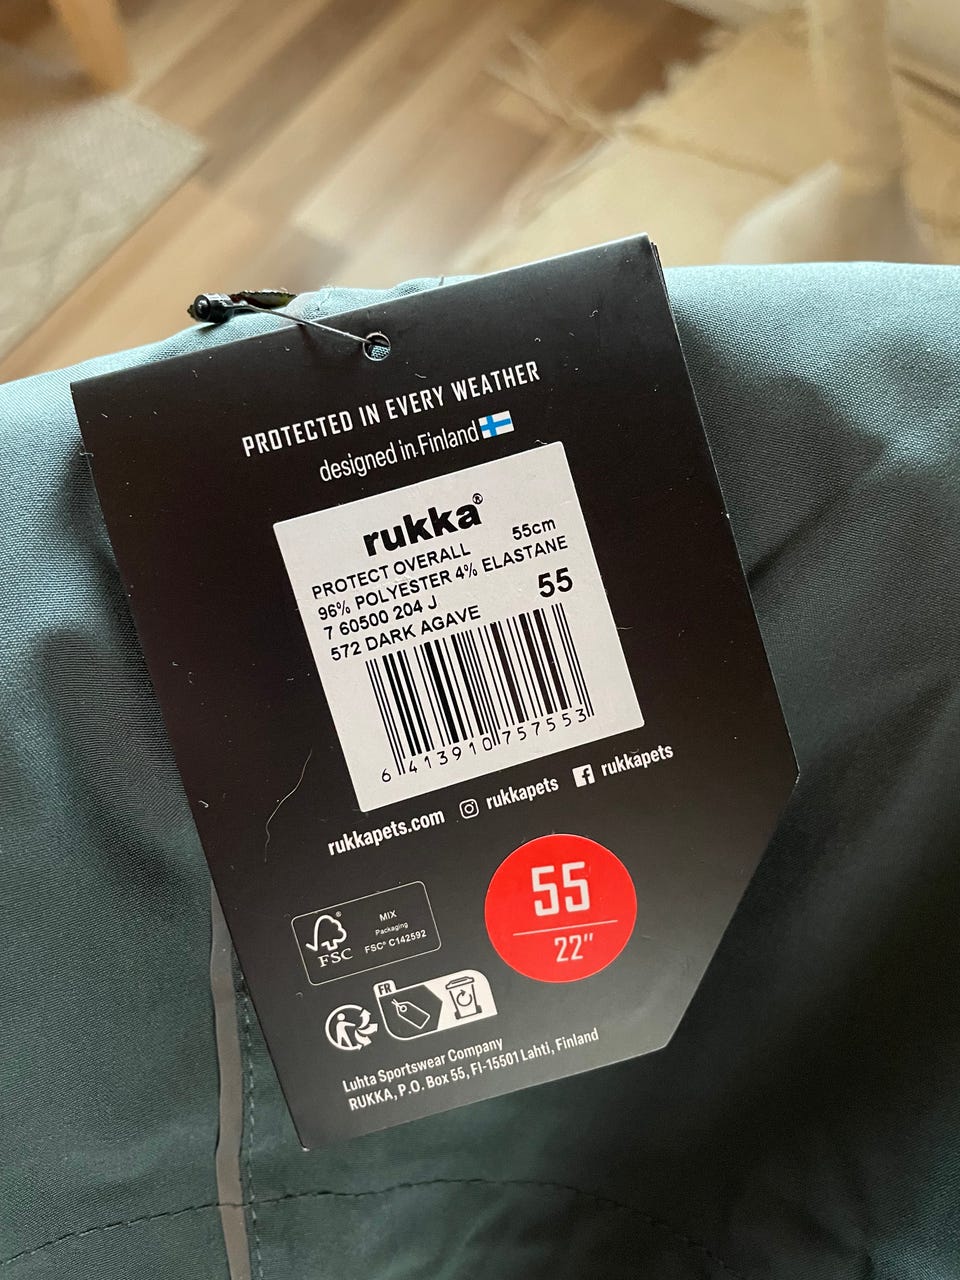 PROTECTED IN EVERY WEATHER
designed in Finland
rukka®
PROTECT OVERALL 55cm
96% POLYESTER 4% ELASTANE
7 60500 204 J 55
572 DARK AGAVE
6 413910 757553
rukkapets.com rukkapets rukkapets
55
22"
MIX
Packaging
FSC® C142592
FSC
FR
Luhta Sportswear Company
RUKKA, P.O. Box 55, FI-15501 Lahti, Finland